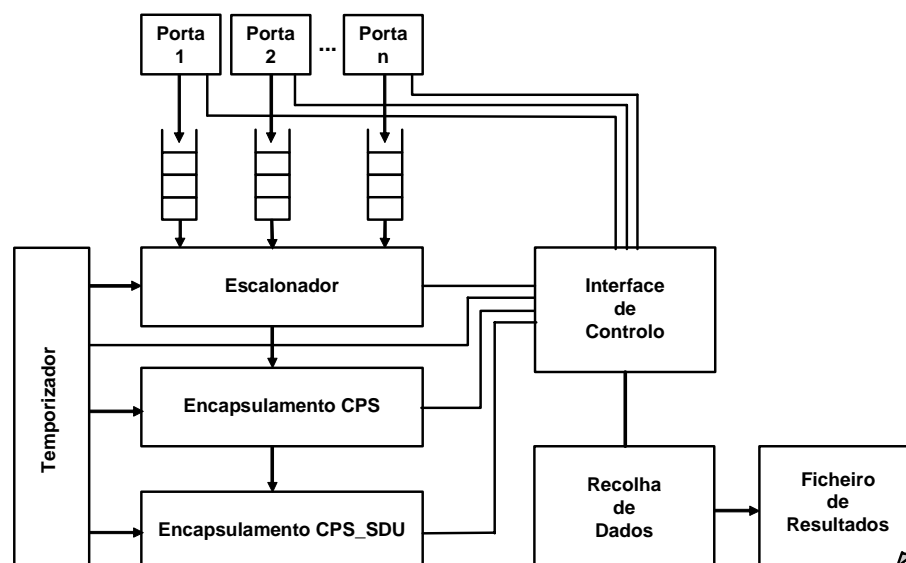 Porta
1
Porta
2
...
Porta
n
Escalonador
Interface
de
Controlo
Temporizador
Encapsulamento CPS
Recolha
de
Dados
Ficheiro
de
Resultados
Encapsulamento CPS_SDU